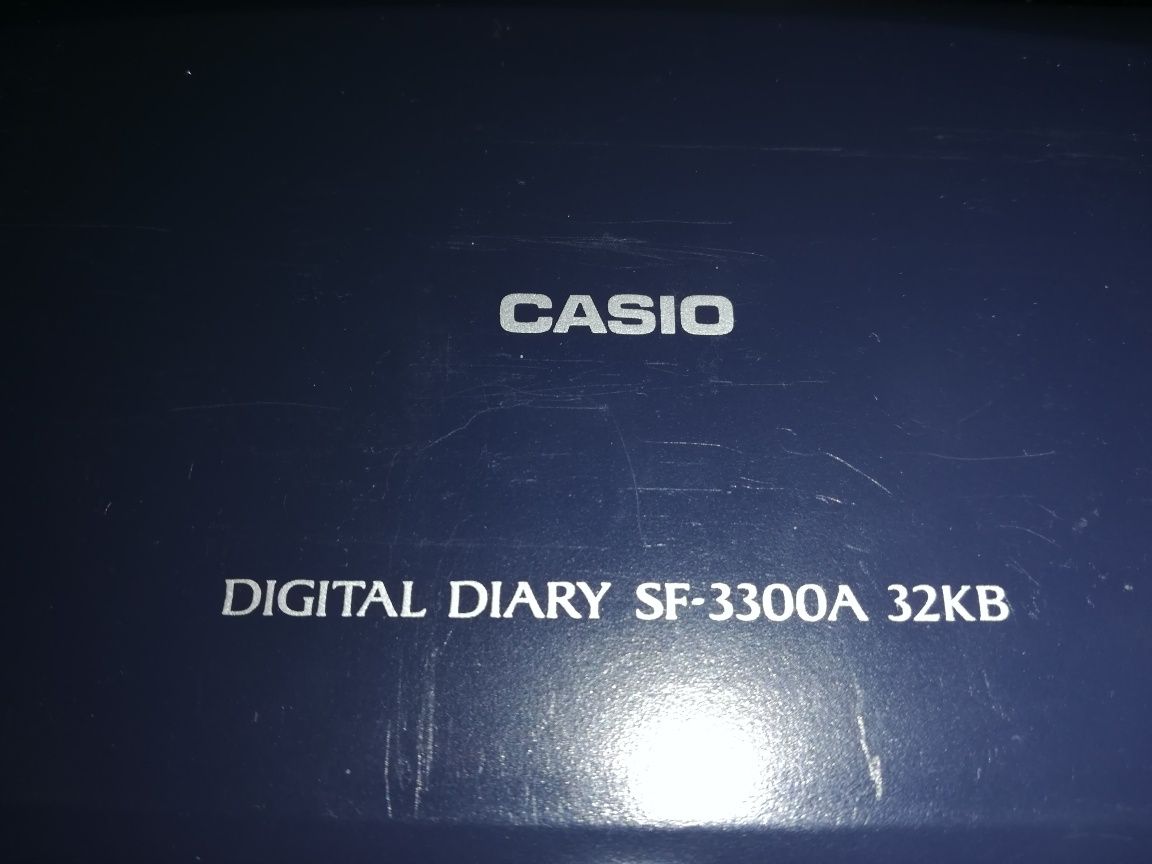 CASIO
DIGITAL DIARY SF-3300A 32KB